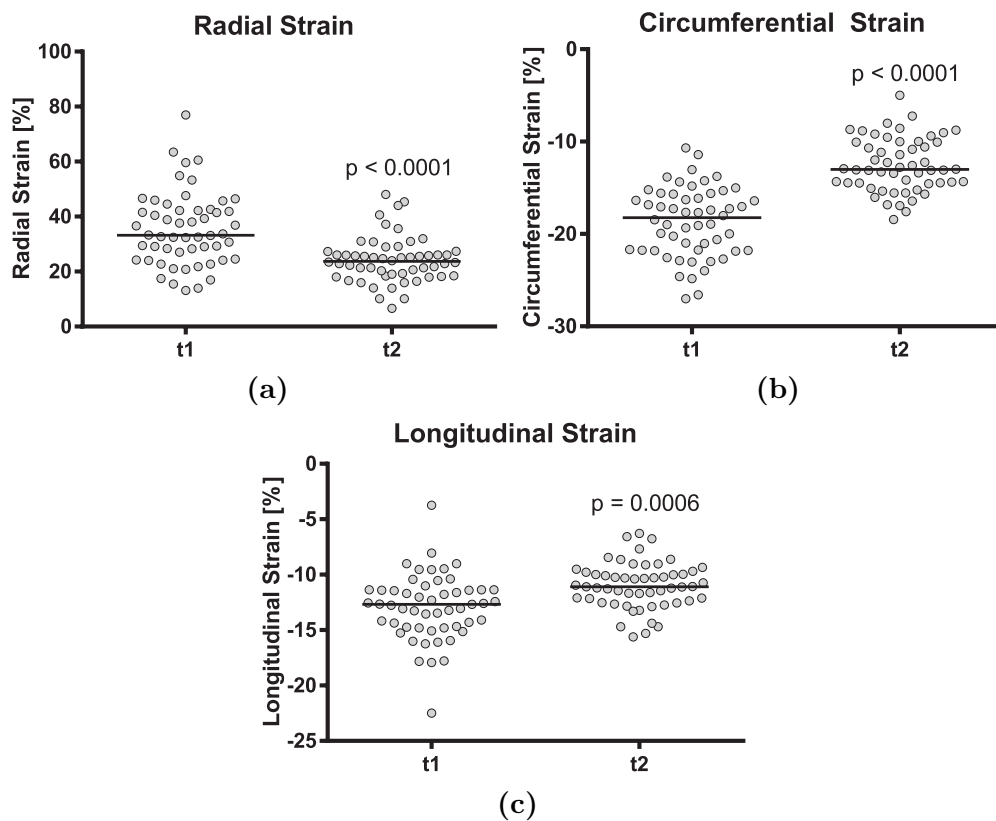 Radial Strain
Radial Strain [%]
100
80
60
40
20
0
p < 0.0001
t1
t2
(a)
Circumferential Strain
Circumferential Strain [%]
0
-10
-20
-30
p < 0.0001
t1
t2
(b)
Longitudinal Strain
Longitudinal Strain [%]
0
-5
-10
-15
-20
-25
p = 0.0006
t1
t2
(c)